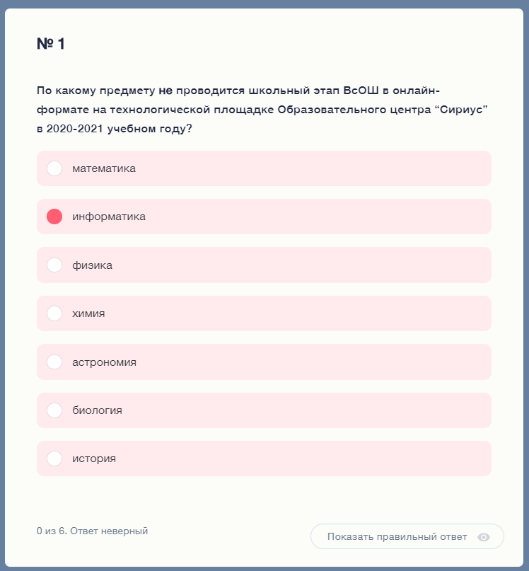 № 1
По какому предмету не проводится школьный этап ВсОШ в онлайн-
формате на технологической площадке Образовательного центра “Сириус”
в 2020-2021 учебном году?
математика
информатика
физика
химия
астрономия
биология
история
0 из 6. Ответ неверный
Показать правильный ответ